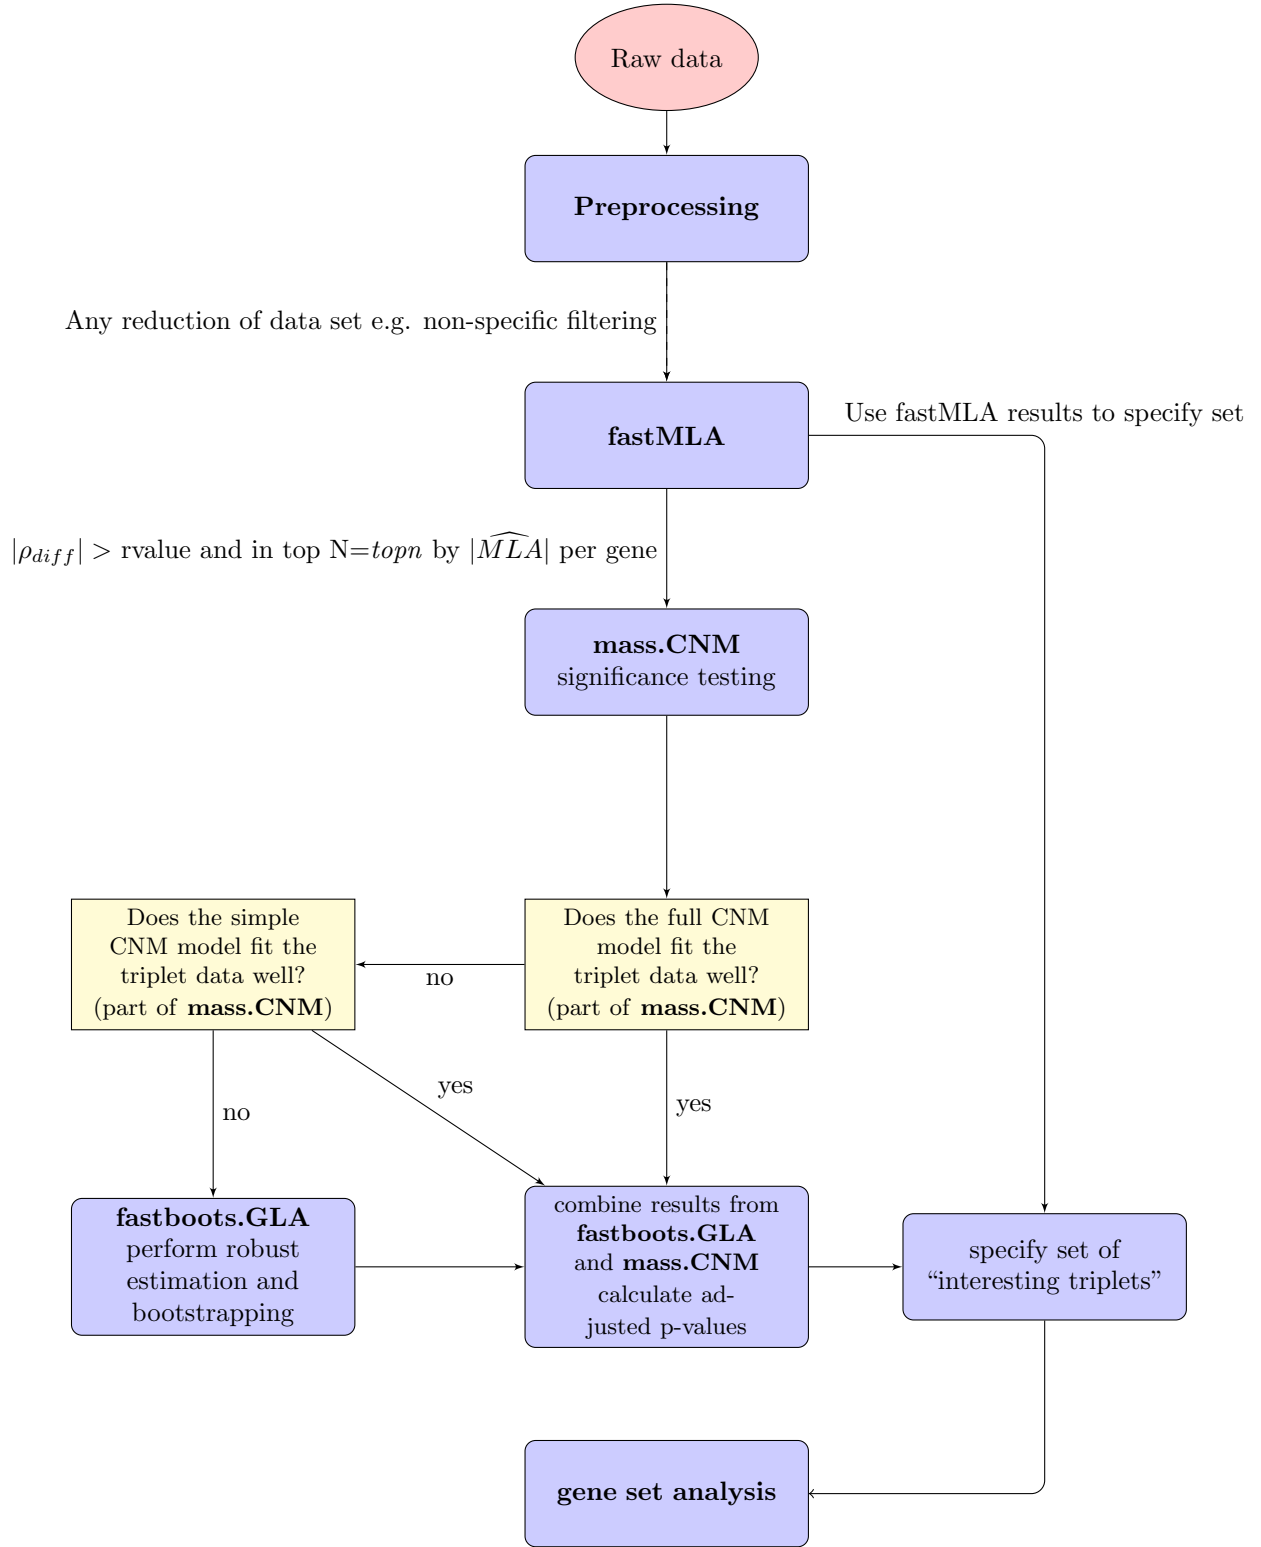 Raw data
Preprocessing
Any reduction of data set e.g. non-specific filtering
fastMLA
Use fastMLA results to specify set
|ρ_{diff}| > rvalue and in top N=topn by |\widehat{MLA}| per gene
mass.CNM
significance testing
Does the simple
CNM model fit the
triplet data well?
(part of mass.CNM)
no
Does the full CNM
model fit the
triplet data well?
(part of mass.CNM)
yes
yes
no
fastboots.GLA
perform robust
estimation and
bootstrapping
combine results from
fastboots.GLA
and mass.CNM
calculate ad-
justed p-values
specify set of
“interesting triplets”
gene set analysis